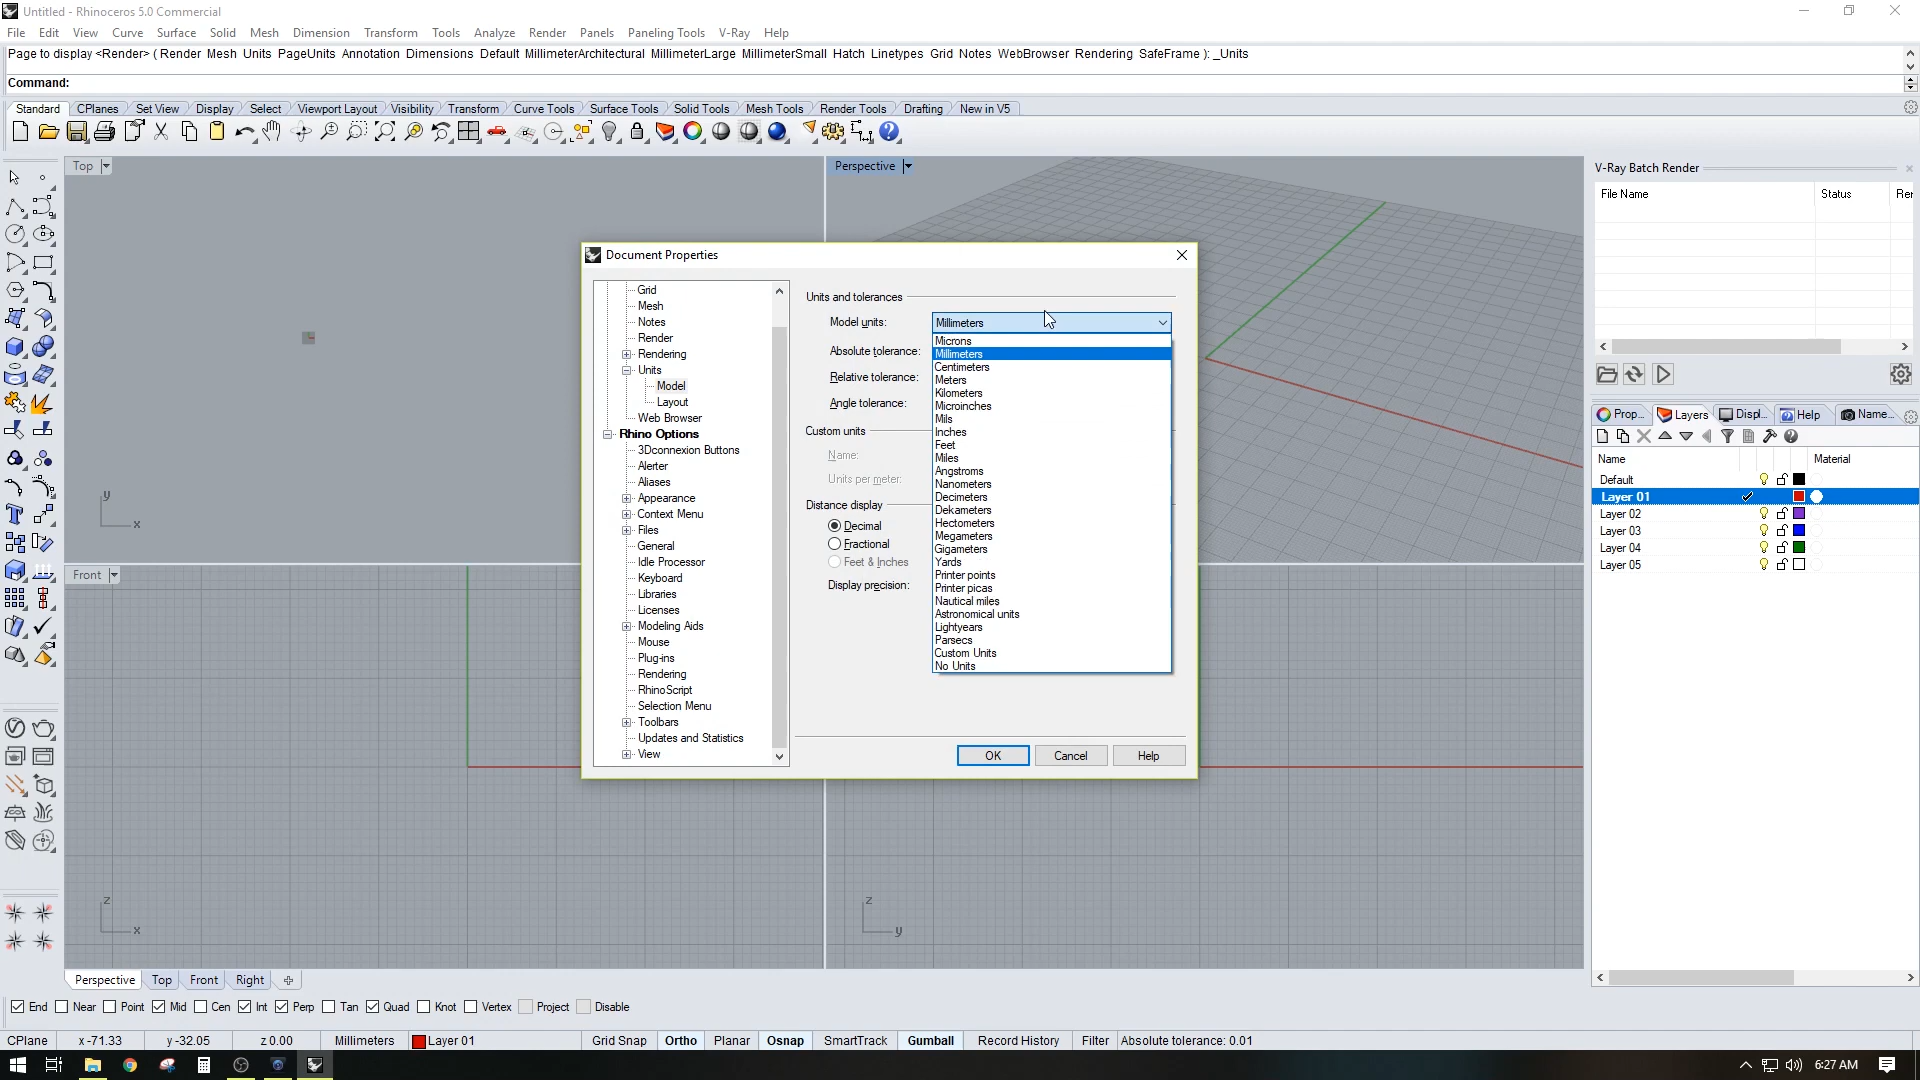 Untitled - Rhinoceros 5.0 Commercial
File Edit View Curve Surface Solid Mesh Dimension Transform Tools Analyze Render Panels Paneling Tools V-Ray Help
Page to display <Render> ( Render Mesh Units PageUnits Annotation Dimensions Default MillimeterArchitectural MillimeterLarge MillimeterSmall Hatch Linetypes Grid Notes WebBrowser Rendering SafeFrame ): _Units
Command:
Standard CPlanes Set View Display Select Viewport Layout Visibility Transform Curve Tools Surface Tools Solid Tools Mesh Tools Render Tools Drafting New in V5
Top
Perspective
V-Ray Batch Render
File Name Status Rer
Document Properties
Grid
Mesh
Notes
Render
Rendering
Units
Model
Layout
Web Browser
Rhino Options
3Dconnexion Buttons
Alerter
Aliases
Appearance
Context Menu
Files
General
Idle Processor
Keyboard
Libraries
Licenses
Modeling Aids
Mouse
Plug-ins
Rendering
RhinoScript
Selection Menu
Toolbars
Updates and Statistics
View
Units and tolerances
Model units: Millimeters
Absolute tolerance:
Relative tolerance:
Angle tolerance:
Custom units
Name:
Units per meter:
Distance display
Decimal
Fractional
Feet & Inches
Display precision:
Microns
Millimeters
Centimeters
Meters
Kilometers
Microinches
Mils
Inches
Feet
Miles
Angstroms
Nanometers
Decimeters
Dekameters
Hectometers
Megameters
Gigameters
Yards
Printer points
Printer picas
Nautical miles
Astronomical units
Lightyears
Parsecs
Custom Units
No Units
OK Cancel Help
Prop... Layers Displ... Help Name...
Name Material
Default
Layer 01
Layer 02
Layer 03
Layer 04
Layer 05
y
x
Front
z
x
z
y
Perspective Top Front Right
End Near Point Mid Cen Int Perp Tan Quad Knot Vertex Project Disable
CPlane x -71.33 y -32.05 z 0.00 Millimeters Layer 01 Grid Snap Ortho Planar Osnap SmartTrack Gumball Record History Filter Absolute tolerance: 0.01
6:27 AM